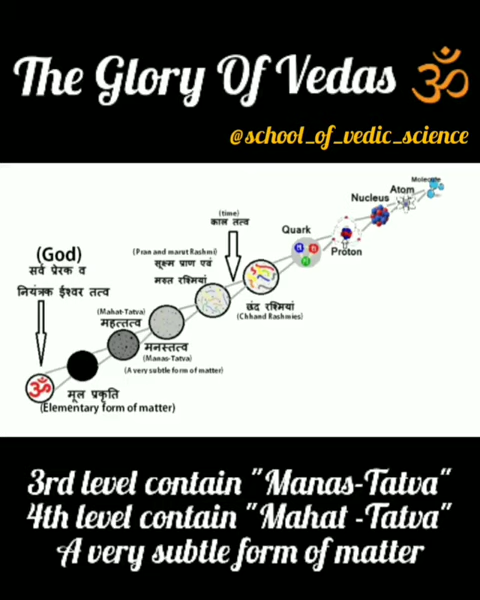 The Glory Of Vedas ॐ
@school_of_vedic_science
Molecule
Atom
Nucleus
(time)
काल तत्व
Quark
Proton
(Pran and marut Rashmi)
सूक्ष्म प्राण एवं
मरुत रश्मियां
(God)
सर्व प्रेरक व
नियंत्रक ईश्वर तत्व
छंद रश्मियां
(Chhand Rashmies)
(Mahat-Tatva)
महत्तत्व
मनस्तत्व
(Manas-Tatva)
(A very subtle form of matter)
ॐ
मूल प्रकृति
(Elementary form of matter)
3rd level contain "Manas-Tatva"
4th level contain "Mahat -Tatva"
A very subtle form of matter